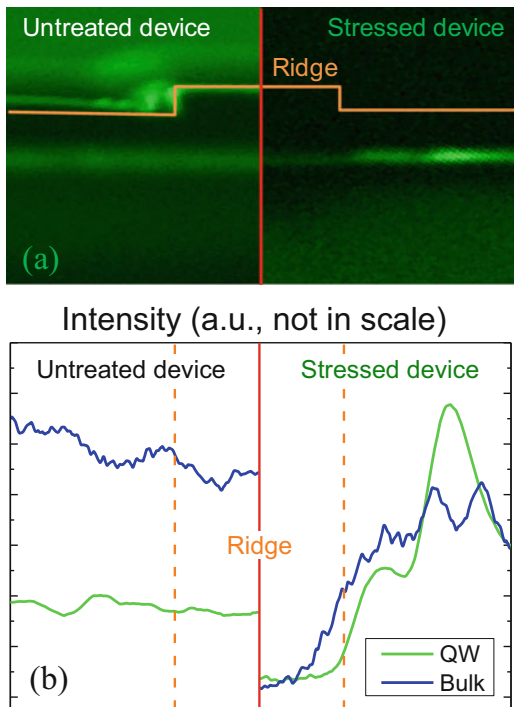 Untreated device
Stressed device
Ridge
(a)
Intensity (a.u., not in scale)
Untreated device
Stressed device
Ridge
QW
Bulk
(b)